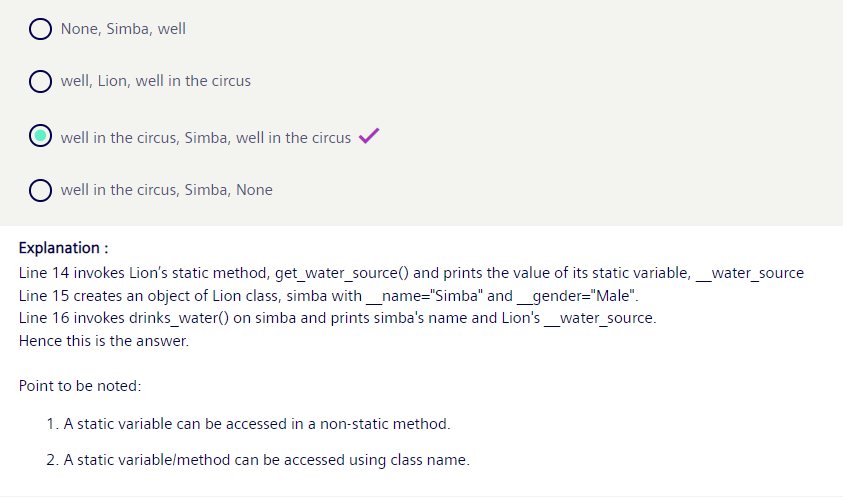 None, Simba, well
well, Lion, well in the circus
well in the circus, Simba, well in the circus
well in the circus, Simba, None
Explanation :
Line 14 invokes Lion's static method, get_water_source() and prints the value of its static variable, __water_source
Line 15 creates an object of Lion class, simba with __name="Simba" and __gender="Male".
Line 16 invokes drinks_water() on simba and prints simba's name and Lion's __water_source.
Hence this is the answer.
Point to be noted:
1. A static variable can be accessed in a non-static method.
2. A static variable/method can be accessed using class name.